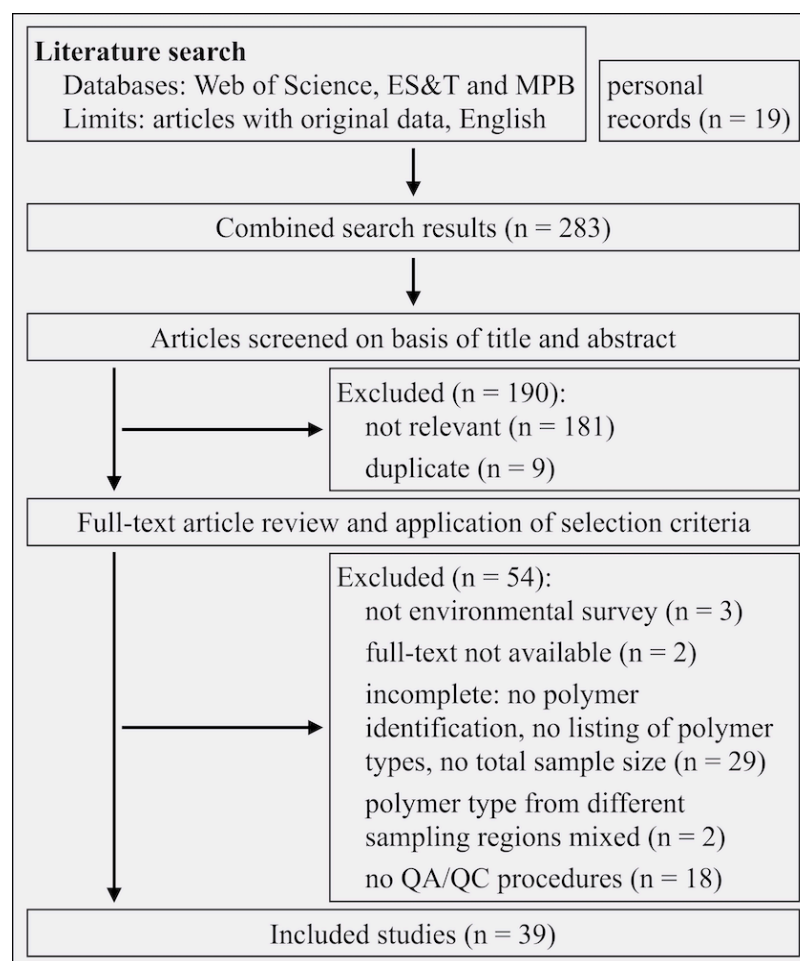 Literature search
Databases: Web of Science, ES&T and MPB
Limits: articles with original data, English
personal
records (n = 19)
Combined search results (n = 283)
Articles screened on basis of title and abstract
Excluded (n = 190):
not relevant (n = 181)
duplicate (n = 9)
Full-text article review and application of selection criteria
Excluded (n = 54):
not environmental survey (n = 3)
full-text not available (n = 2)
incomplete: no polymer
identification, no listing of polymer
types, no total sample size (n = 29)
polymer type from different
sampling regions mixed (n = 2)
no QA/QC procedures (n = 18)
Included studies (n = 39)